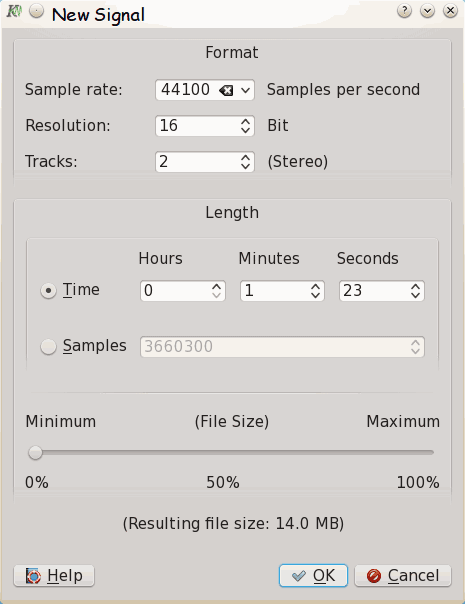 New Signal
Format
Sample rate: 44100 Samples per second
Resolution: 16 Bit
Tracks: 2 (Stereo)
Length
Hours Minutes Seconds
Time 0 1 23
Samples 3660300
Minimum (File Size) Maximum
0% 50% 100%
(Resulting file size: 14.0 MB)
Help OK Cancel